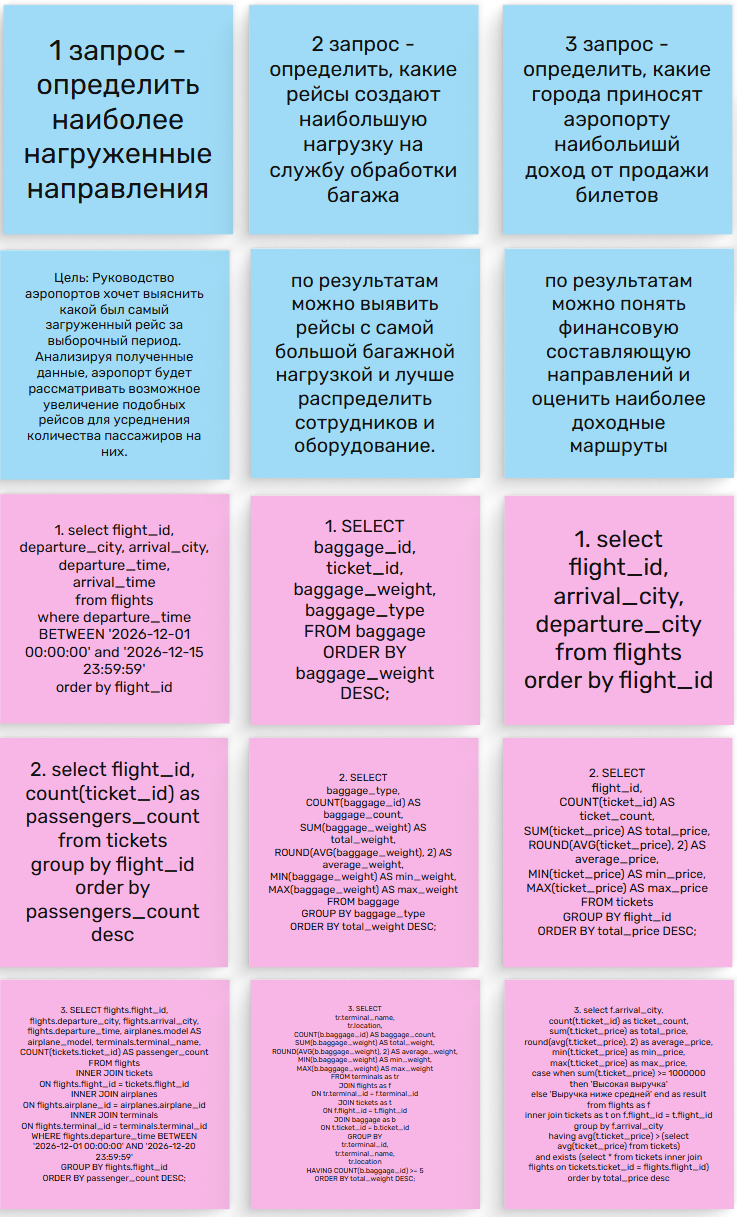 1 запрос -
определить
наиболее
нагруженные
направления
2 запрос -
определить, какие
рейсы создают
наибольшую
нагрузку на
службу обработки
багажа
3 запрос -
определить, какие
города приносят
аэропорту
наибольишй
доход от продажи
билетов
Цель: Руководство
аэропортов хочет выяснить
какой был самый
загруженный рейс за
выборочный период.
Анализируя полученные
данные, аэропорт будет
рассматривать возможное
увеличение подобных
рейсов для усреднения
количества пассажиров на
них.
по результатам
можно выявить
рейсы с самой
большой багажной
нагрузкой и лучше
распределить
сотрудников и
оборудование.
по результатам
можно понять
финансовую
составляющую
направлений и
оценить наиболее
доходные
маршруты
1. select flight_id,
departure_city, arrival_city,
departure_time,
arrival_time
from flights
where departure_time
BETWEEN '2026-12-01
00:00:00' and '2026-12-15
23:59:59'
order by flight_id
1. SELECT
baggage_id,
ticket_id,
baggage_weight,
baggage_type
FROM baggage
ORDER BY
baggage_weight
DESC;
1. select
flight_id,
arrival_city,
departure_city
from flights
order by flight_id
2. select flight_id,
count(ticket_id) as
passengers_count
from tickets
group by flight_id
order by
passengers_count
desc
2. SELECT
baggage_type,
COUNT(baggage_id) AS
baggage_count,
SUM(baggage_weight) AS
total_weight,
ROUND(AVG(baggage_weight), 2) AS
average_weight,
MIN(baggage_weight) AS min_weight,
MAX(baggage_weight) AS max_weight
FROM baggage
GROUP BY baggage_type
ORDER BY total_weight DESC;
2. SELECT
flight_id,
COUNT(ticket_id) AS
ticket_count,
SUM(ticket_price) AS total_price,
ROUND(AVG(ticket_price), 2) AS
average_price,
MIN(ticket_price) AS min_price,
MAX(ticket_price) AS max_price
FROM tickets
GROUP BY flight_id
ORDER BY total_price DESC;
3. SELECT flights.flight_id,
flights.departure_city, flights.arrival_city,
flights.departure_time, airplanes.model AS
airplane_model, terminals.terminal_name,
COUNT(tickets.ticket_id) AS passenger_count
FROM flights
INNER JOIN tickets
ON flights.flight_id = tickets.flight_id
INNER JOIN airplanes
ON flights.airplane_id = airplanes.airplane_id
INNER JOIN terminals
ON flights.terminal_id = terminals.terminal_id
WHERE flights.departure_time BETWEEN
'2026-12-01 00:00:00' AND '2026-12-20
23:59:59'
GROUP BY flights.flight_id
ORDER BY passenger_count DESC;
3. SELECT
tr.terminal_name,
tr.location,
COUNT(b.baggage_id) AS baggage_count,
SUM(b.baggage_weight) AS total_weight,
ROUND(AVG(b.baggage_weight), 2) AS average_weight,
MIN(b.baggage_weight) AS min_weight,
MAX(b.baggage_weight) AS max_weight
FROM terminals as tr
JOIN flights as f
ON tr.terminal_id = f.terminal_id
JOIN tickets as t
ON f.flight_id = t.flight_id
JOIN baggage as b
ON t.ticket_id = b.ticket_id
GROUP BY
tr.terminal_id,
tr.terminal_name,
tr.location
HAVING COUNT(b.baggage_id) >= 5
ORDER BY total_weight DESC;
3. select f.arrival_city,
count(t.ticket_id) as ticket_count,
sum(t.ticket_price) as total_price,
round(avg(t.ticket_price), 2) as average_price,
min(t.ticket_price) as min_price,
max(t.ticket_price) as max_price,
case when sum(t.ticket_price) >= 1000000
then 'Высокая выручка'
else 'Выручка ниже средней' end as result
from flights as f
inner join tickets as t on f.flight_id = t.flight_id
group by f.arrival_city
having avg(t.ticket_price) > (select
avg(ticket_price) from tickets)
and exists (select * from tickets inner join
flights on tickets.ticket_id = flights.flight_id)
order by total_price desc